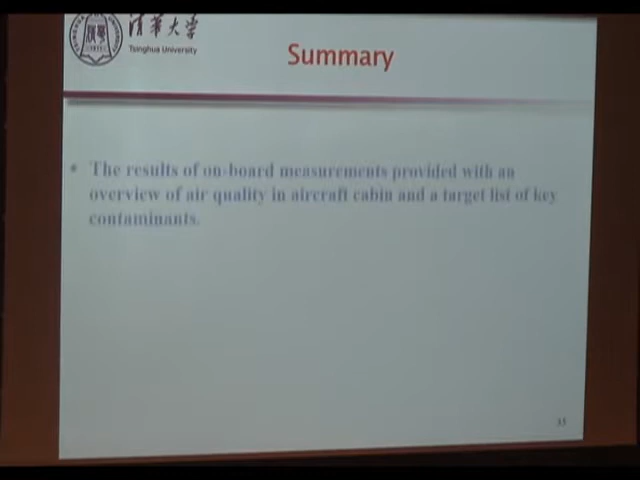 清华大学
Tsinghua University
Summary
• The results of on-board measurements provided with an
overview of air quality in aircraft cabin and a target list of key
contaminants.